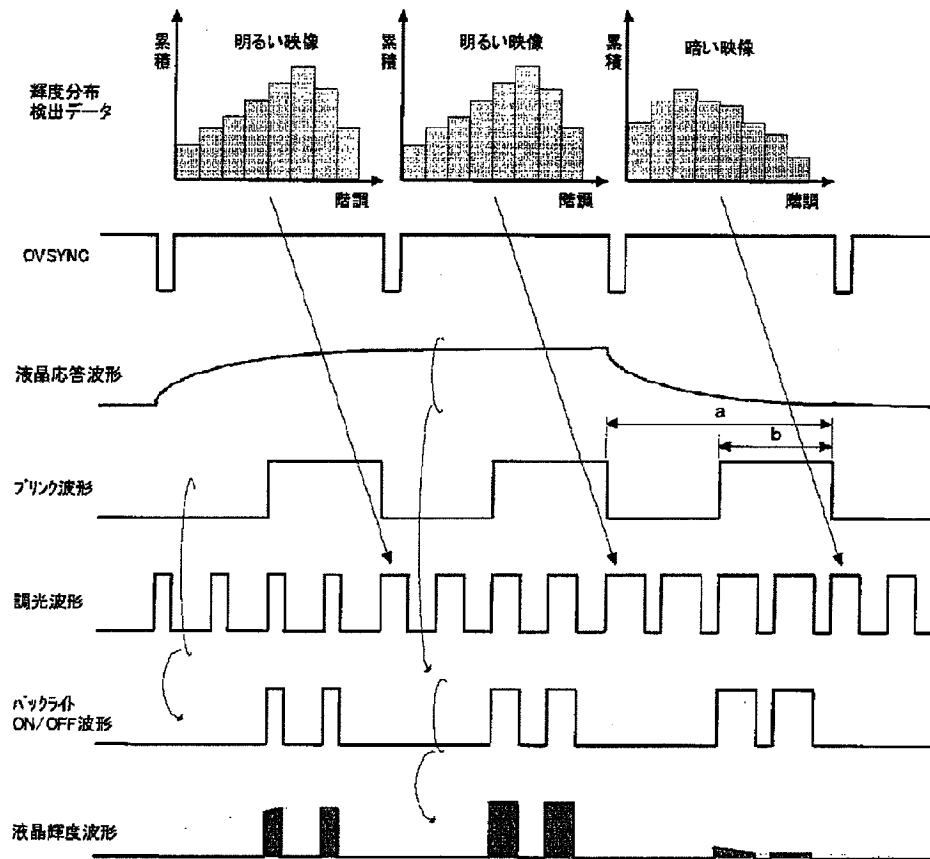 累積
明るい映像
階調
累積
明るい映像
階調
累積
暗い映像
階調
輝度分布
検出データ
OVSYNC
液晶応答波形
a
b
ブリンク波形
調光波形
バックライト
ON/OFF波形
液晶輝度波形